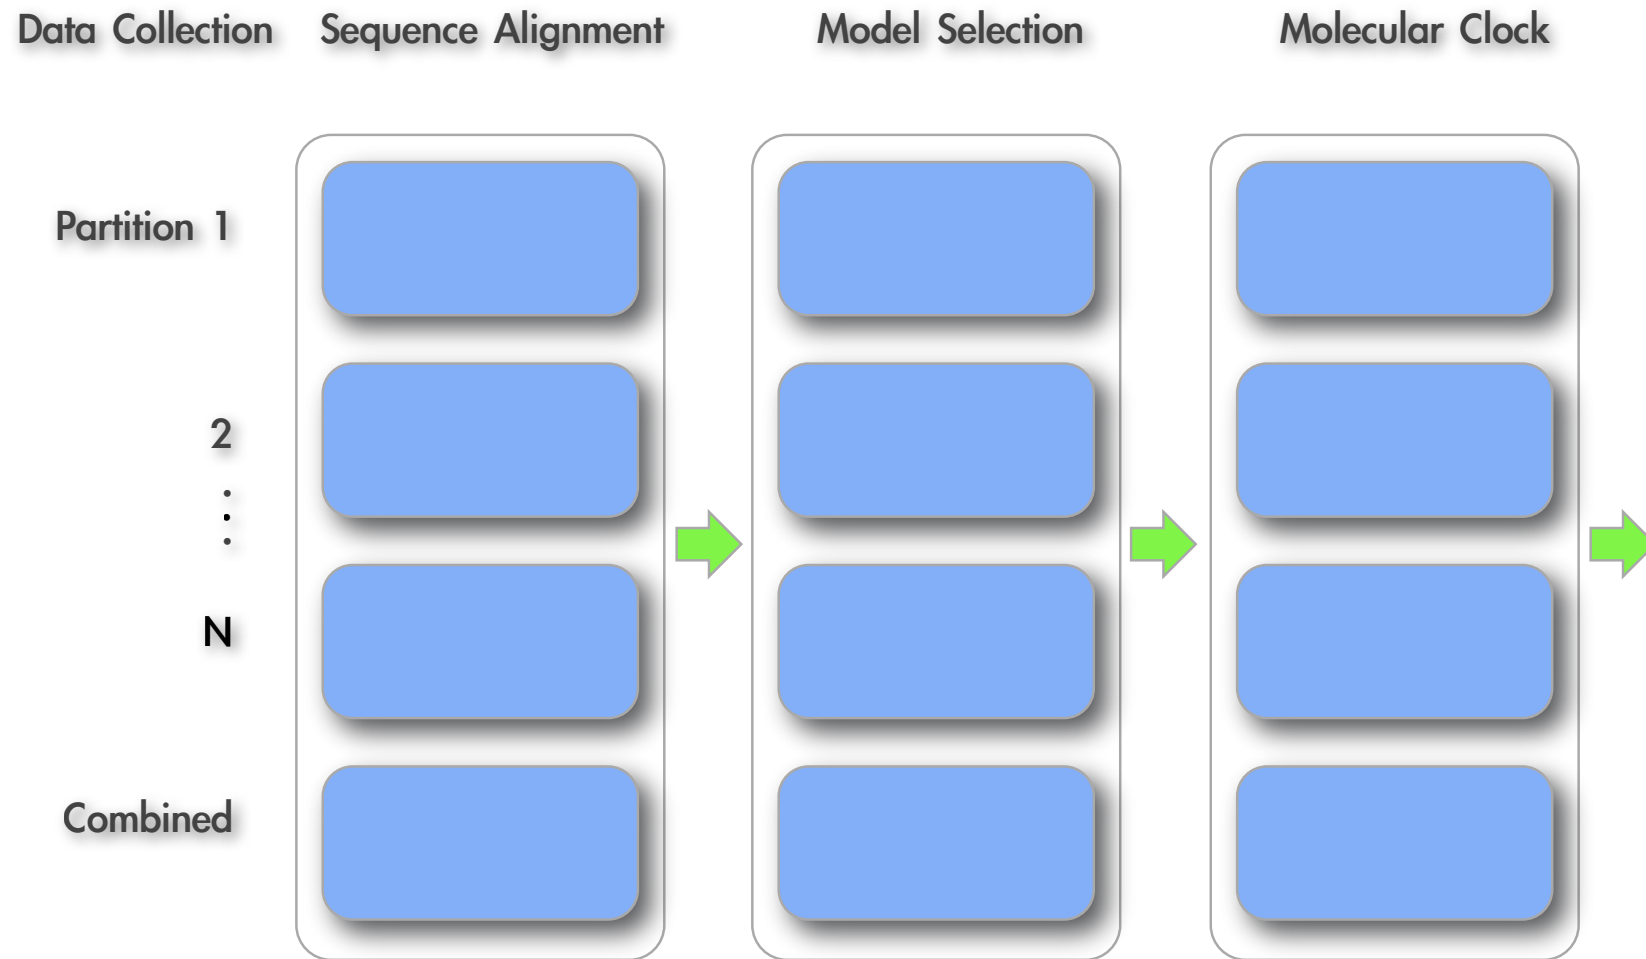 Data Collection
Sequence Alignment
Model Selection
Molecular Clock
Partition 1
2
⋮
N
Combined